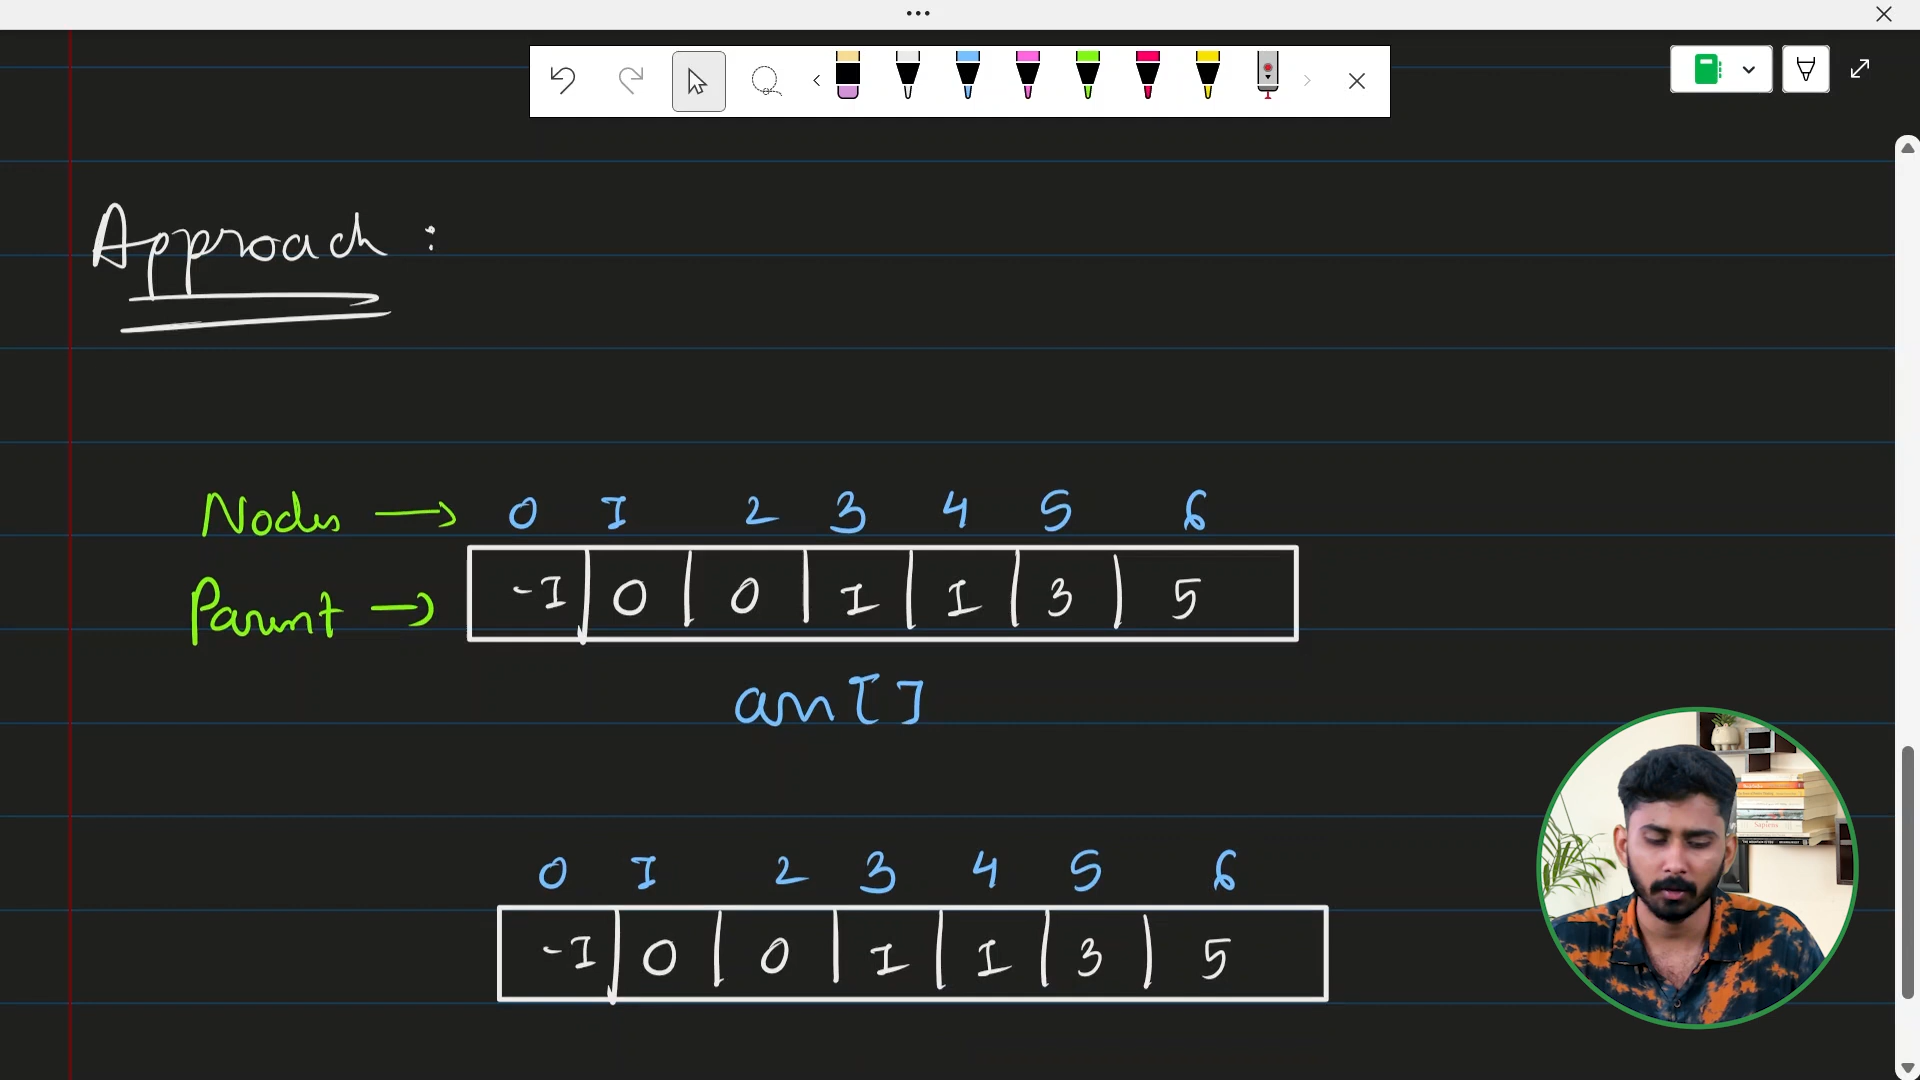 Approach :
Nodes → 0 1 2 3 4 5 6
Parent → -1 0 0 1 1 3 5
arr[]
0 1 2 3 4 5 6
-1 0 0 1 1 3 5